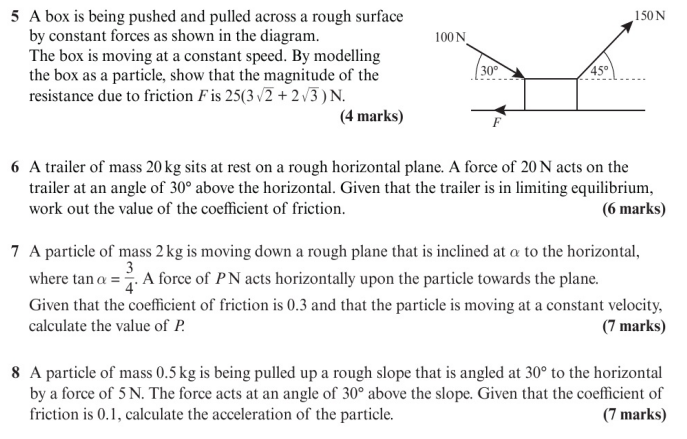 5 A box is being pushed and pulled across a rough surface
by constant forces as shown in the diagram.
The box is moving at a constant speed. By modelling
the box as a particle, show that the magnitude of the
resistance due to friction F is 25(3√2 + 2√3) N.
(4 marks)
100 N
150 N
30°
45°
F
6 A trailer of mass 20 kg sits at rest on a rough horizontal plane. A force of 20 N acts on the
trailer at an angle of 30° above the horizontal. Given that the trailer is in limiting equilibrium,
work out the value of the coefficient of friction. (6 marks)
7 A particle of mass 2 kg is moving down a rough plane that is inclined at α to the horizontal,
where tan α = 3/4. A force of P N acts horizontally upon the particle towards the plane.
Given that the coefficient of friction is 0.3 and that the particle is moving at a constant velocity,
calculate the value of P. (7 marks)
8 A particle of mass 0.5 kg is being pulled up a rough slope that is angled at 30° to the horizontal
by a force of 5 N. The force acts at an angle of 30° above the slope. Given that the coefficient of
friction is 0.1, calculate the acceleration of the particle. (7 marks)